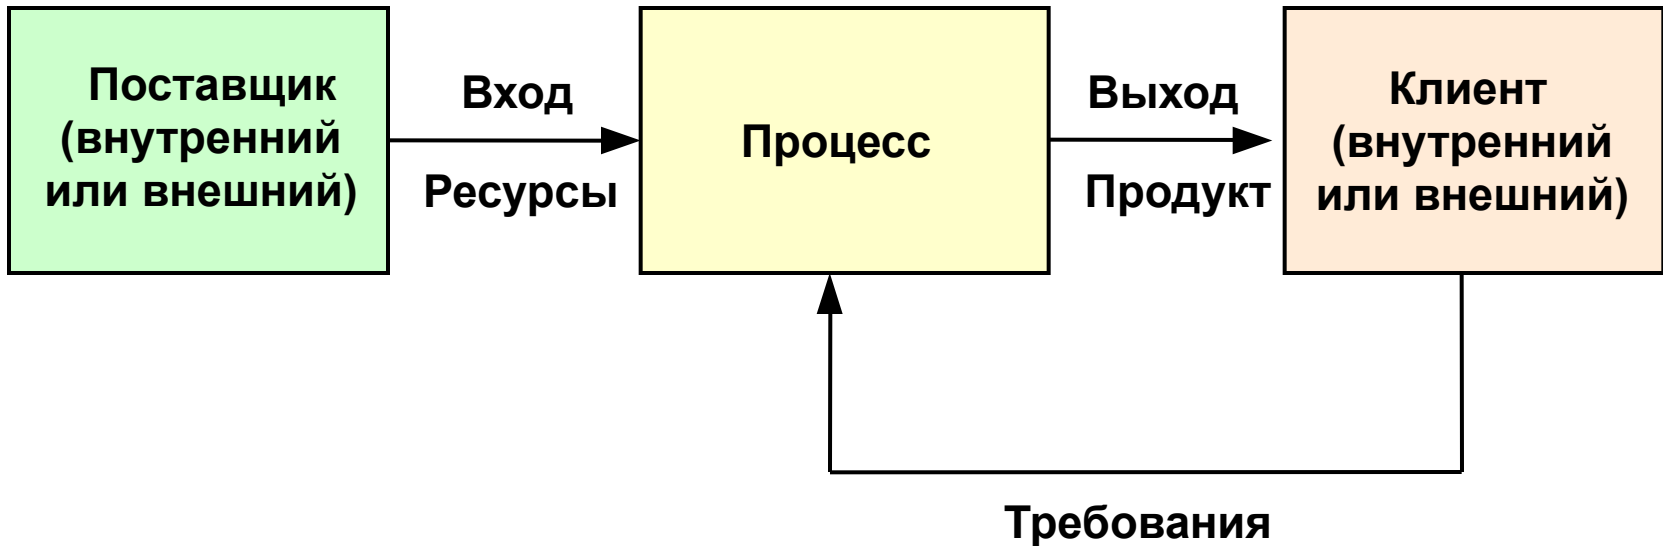 Поставщик
(внутренний
или внешний)
Вход
Ресурсы
Процесс
Выход
Продукт
Клиент
(внутренний
или внешний)
Требования